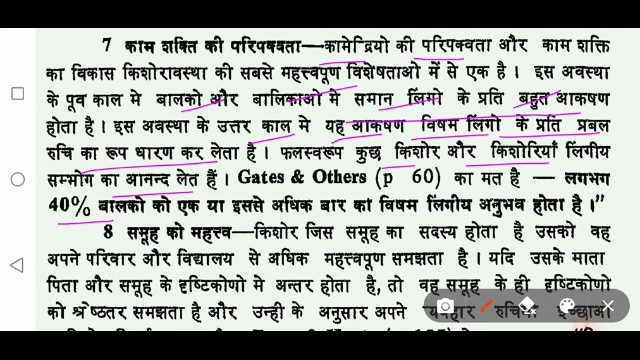 7 काम शक्ति की परिपक्वता—कामेद्रियो की परिपक्वता और काम शक्ति
का विकास किशोरावस्था की सबसे महत्त्वपूण विशेषताओ में से एक है। इस अवस्था
के पूव काल मे बालको और बालिकाओ मे समान लिगो के प्रति बहुत आकषण
होता है। इस अवस्था के उत्तर काल मे यह आकषण विषम लिगो के प्रति प्रबल
रुचि का रूप धारण कर लेता है। फलस्वरूप कुछ किशोर और किशोरियाँ लिगीय
सम्भोग का आनन्द लेत हैं। Gates & Others (p 60) का मत है — लगभग
40% बालको को एक या इससे अधिक बार का विषम लिगीय अनुभव होता है।”
8 समूह को महत्त्व—किशोर जिस समूह का सदस्य होता है उसको वह
अपने परिवार और विद्यालय से अधिक महत्त्वपूण समझता है। यदि उसके माता
पिता और समूह के दृष्टिकोणो मे अन्तर होता है, तो वह समूह के ही दृष्टिकोणो
को श्रेष्ठतर समझता है और उन्ही के अनुसार अपने